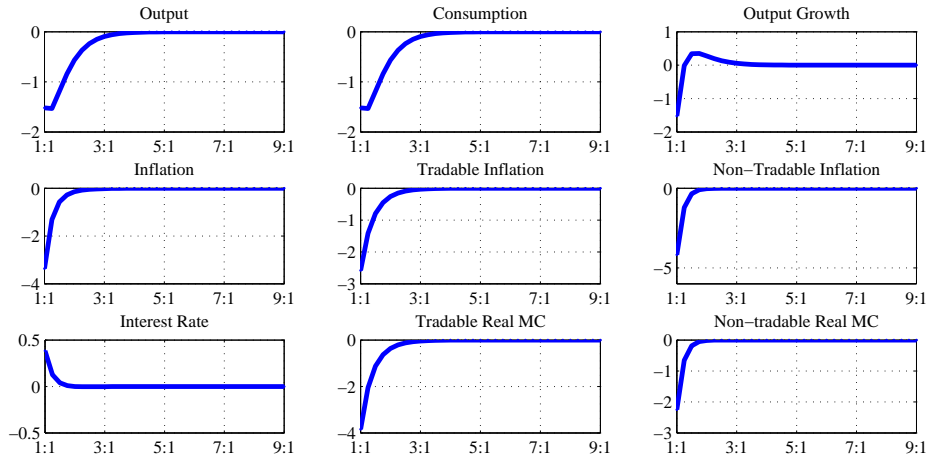 Output
Consumption
Output Growth
0
−1
−2
1:1 3:1 5:1 7:1 9:1
0
−1
−2
1:1 3:1 5:1 7:1 9:1
1
0
−1
−2
1:1 3:1 5:1 7:1 9:1
Inflation
Tradable Inflation
Non−Tradable Inflation
0
−2
−4
1:1 3:1 5:1 7:1 9:1
0
−1
−2
−3
1:1 3:1 5:1 7:1 9:1
0
−5
1:1 3:1 5:1 7:1 9:1
Interest Rate
Tradable Real MC
Non−tradable Real MC
0.5
0
−0.5
1:1 3:1 5:1 7:1 9:1
0
−2
−4
1:1 3:1 5:1 7:1 9:1
0
−1
−2
−3
1:1 3:1 5:1 7:1 9:1